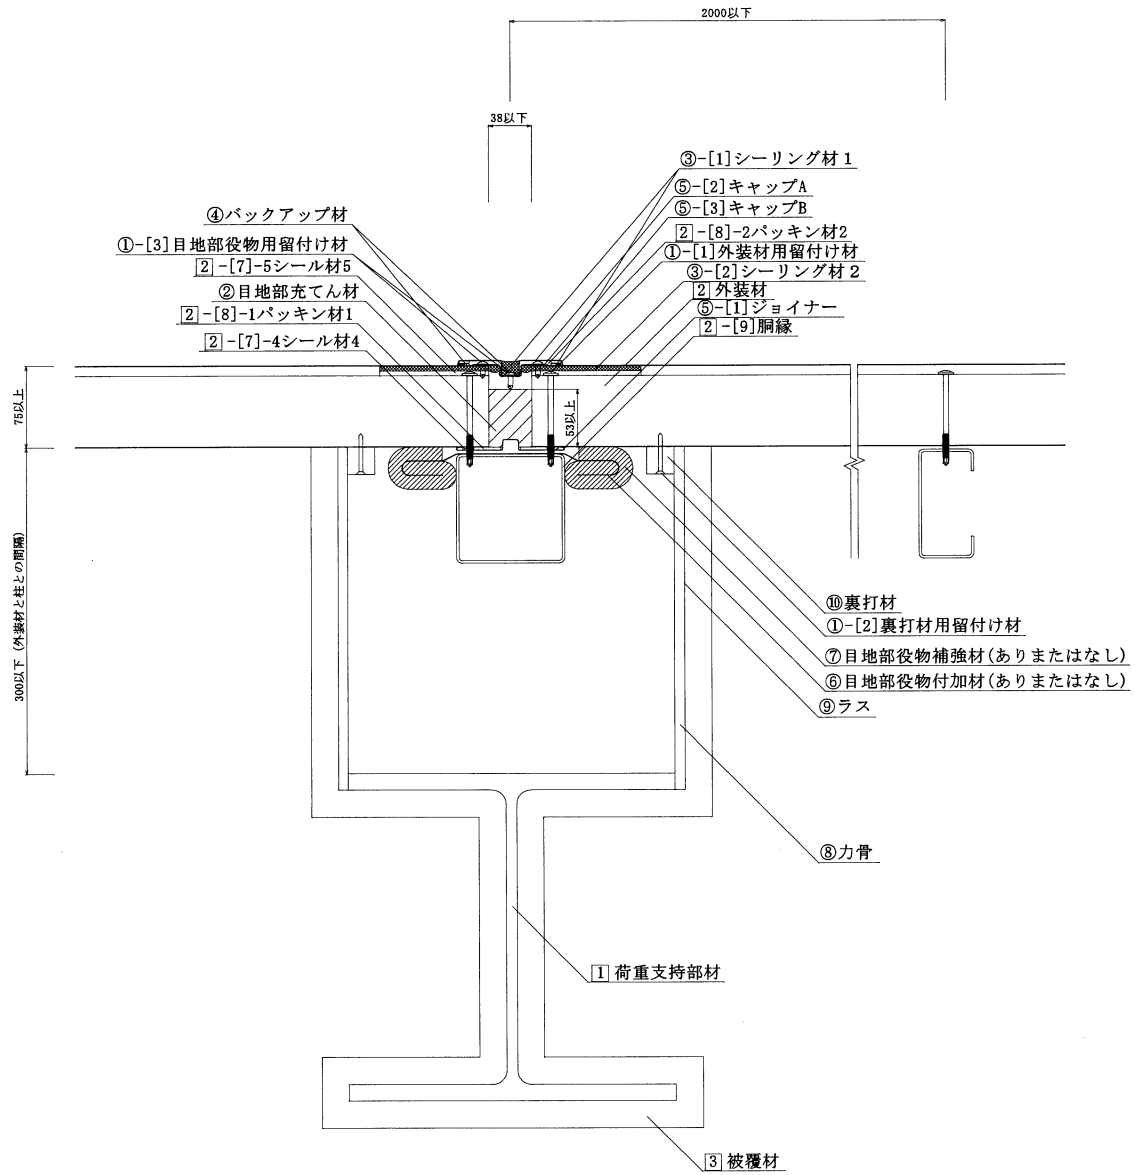 2000以下
38以下
③-[1]シーリング材1
⑤-[2]キャップA
⑤-[3]キャップB
2-[8]-2パッキン材2
①-[1]外装材用留付け材
③-[2]シーリング材2
2 外装材
⑤-[1]ジョイナー
2-[9]胴縁
④バックアップ材
①-[3]目地部役物用留付け材
2-[7]-5シール材5
②目地部充てん材
2-[8]-1パッキン材1
2-[7]-4シール材4
75以上
53以上
300以下(外装材と柱との間隔)
⑩裏打材
①-[2]裏打材用留付け材
⑦目地部役物補強材(ありまたはなし)
⑥目地部役物付加材(ありまたはなし)
⑨ラス
⑧力骨
1 荷重支持部材
3 被覆材